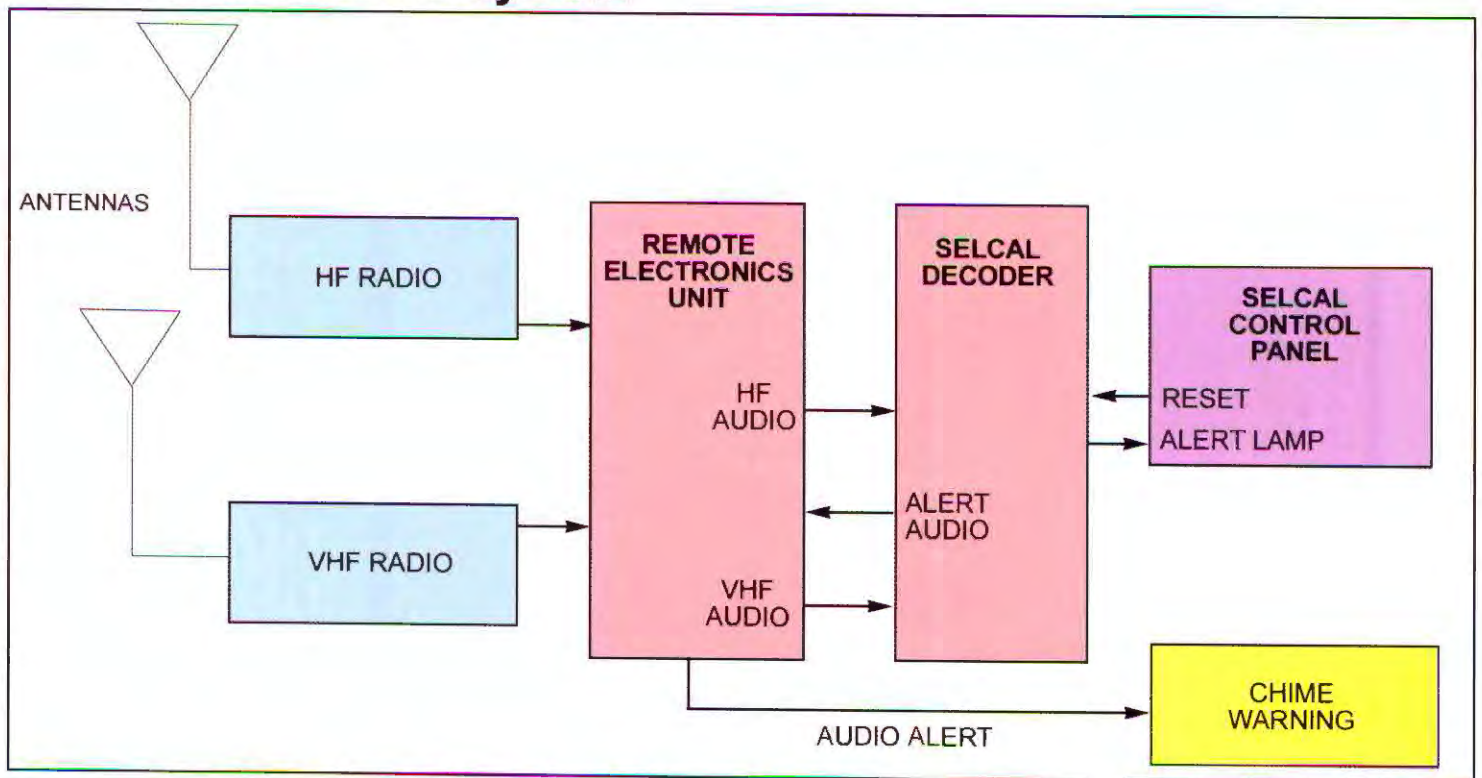 ANTENNAS
HF RADIO
VHF RADIO
REMOTE
ELECTRONICS
UNIT
HF
AUDIO
VHF
AUDIO
SELCAL
DECODER
ALERT
AUDIO
SELCAL
CONTROL
PANEL
RESET
ALERT LAMP
AUDIO ALERT
CHIME
WARNING